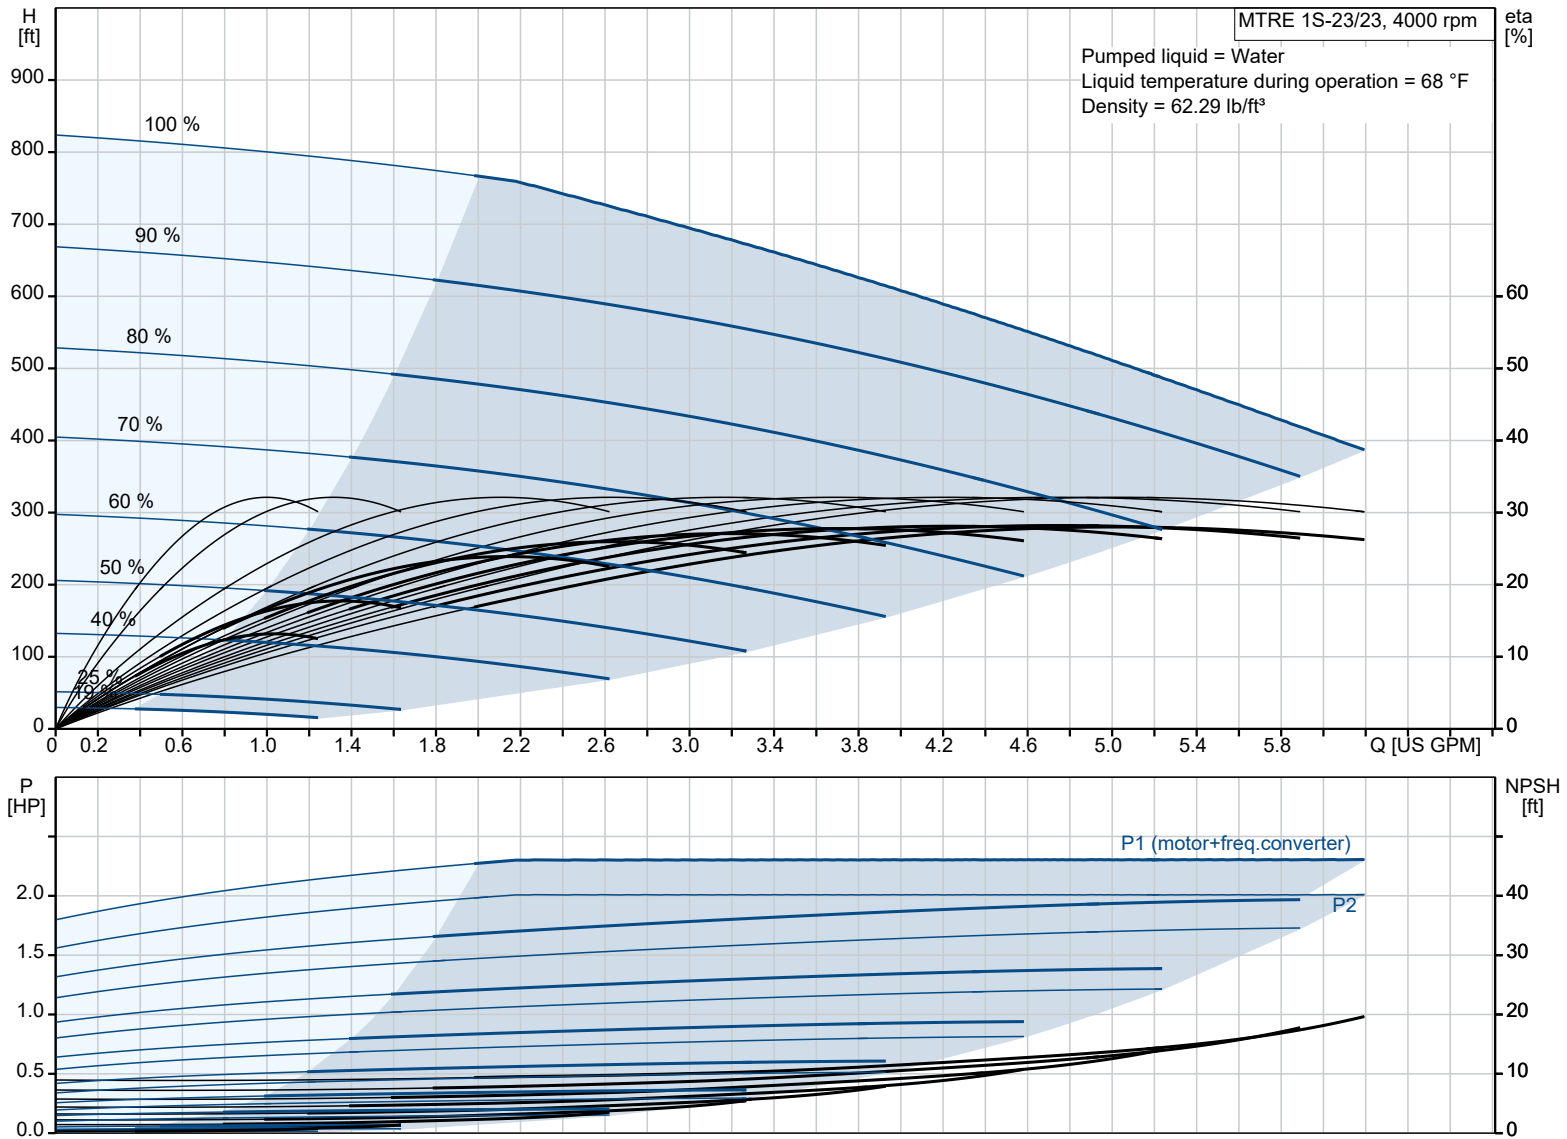 H
[ft]
MTRE 1S-23/23, 4000 rpm
eta
[%]
Pumped liquid = Water
Liquid temperature during operation = 68 °F
Density = 62.29 lb/ft³
900
800
700
600
500
400
300
200
100
0
100 %
90 %
80 %
70 %
60 %
50 %
40 %
25 %
19 %
60
50
40
30
20
10
0
0 0.2 0.6 1.0 1.4 1.8 2.2 2.6 3.0 3.4 3.8 4.2 4.6 5.0 5.4 5.8 Q [US GPM]
P
[HP]
NPSH
[ft]
P1 (motor+freq.converter)
P2
2.0
1.5
1.0
0.5
0.0
40
30
20
10
0